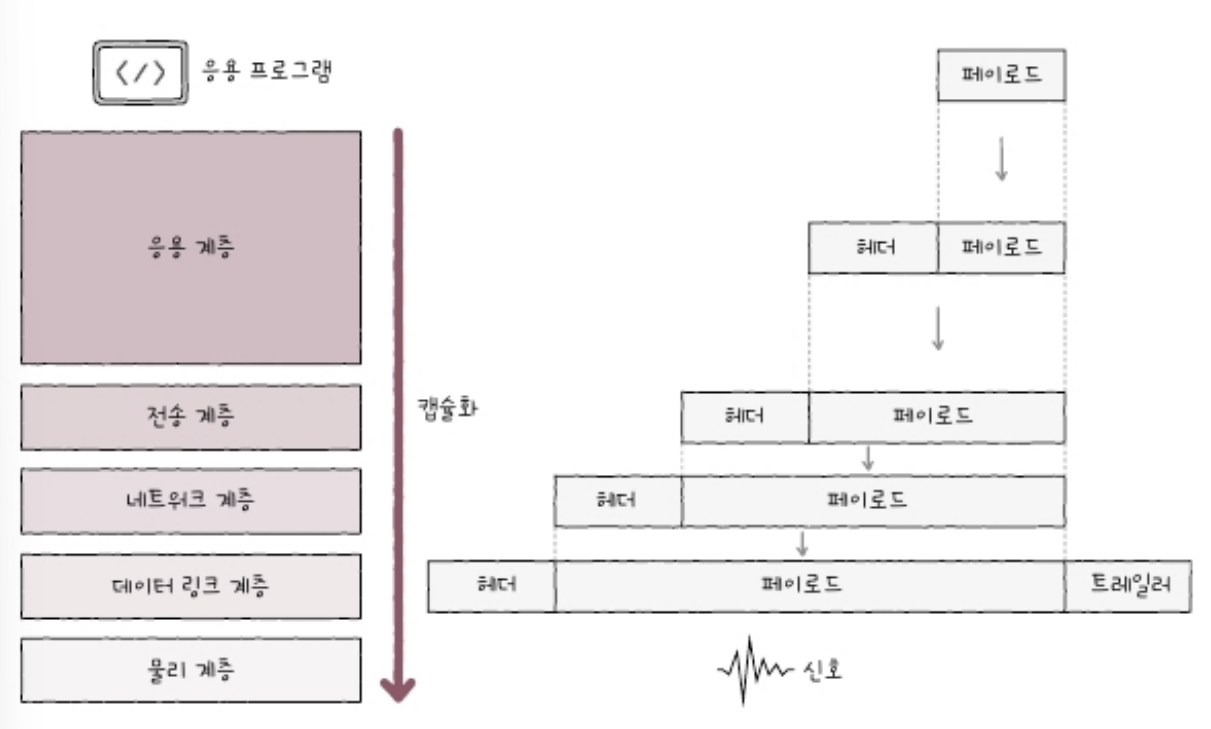 </> 응용 프로그램
페이로드
응용 계층
헤더 페이로드
전송 계층
캡슐화
헤더 페이로드
네트워크 계층
헤더 페이로드
데이터 링크 계층
헤더 페이로드 트레일러
물리 계층
신호